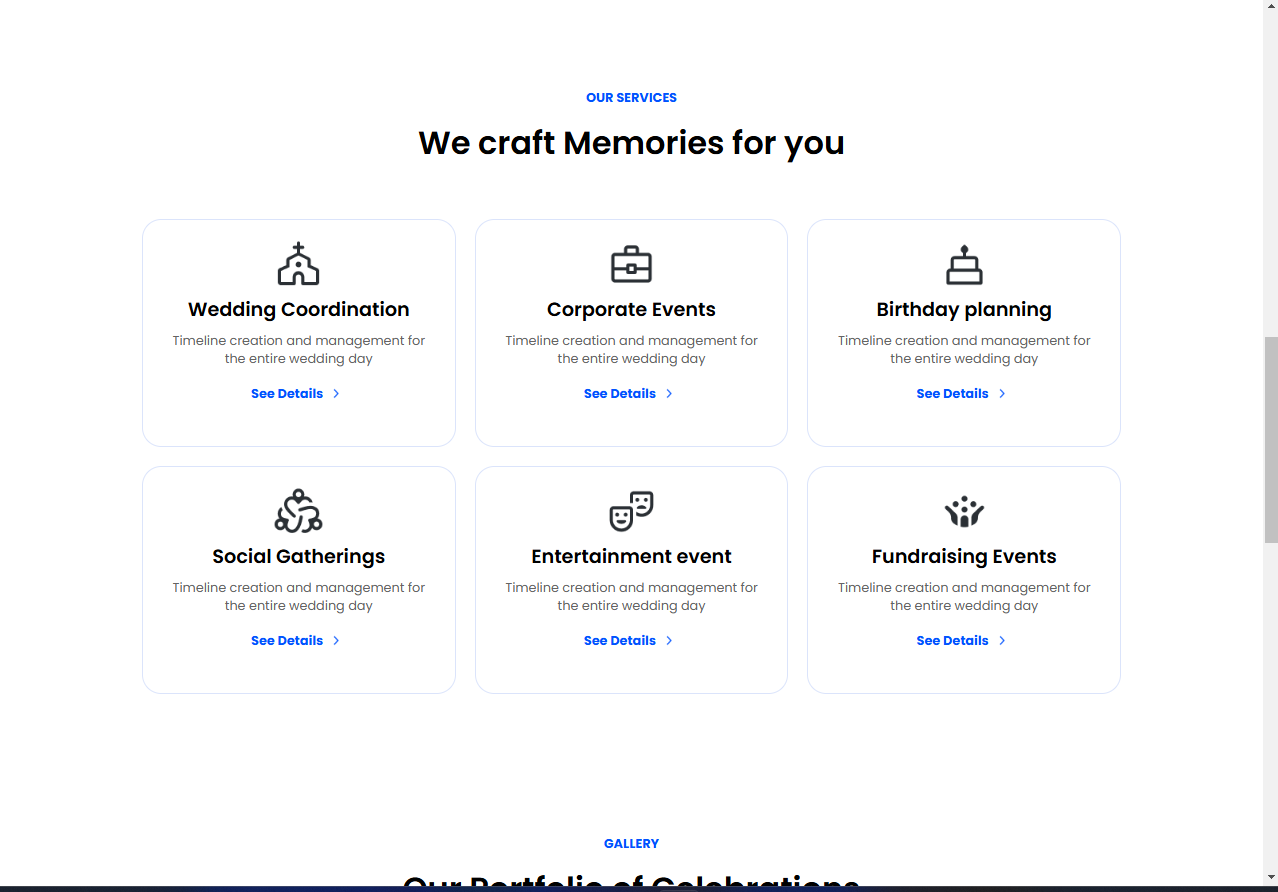 OUR SERVICES
We craft Memories for you
Wedding Coordination
Timeline creation and management for
the entire wedding day
See Details
Corporate Events
Timeline creation and management for
the entire wedding day
See Details
Birthday planning
Timeline creation and management for
the entire wedding day
See Details
Social Gatherings
Timeline creation and management for
the entire wedding day
See Details
Entertainment event
Timeline creation and management for
the entire wedding day
See Details
Fundraising Events
Timeline creation and management for
the entire wedding day
See Details
GALLERY
Our Portfolio of Celebrations